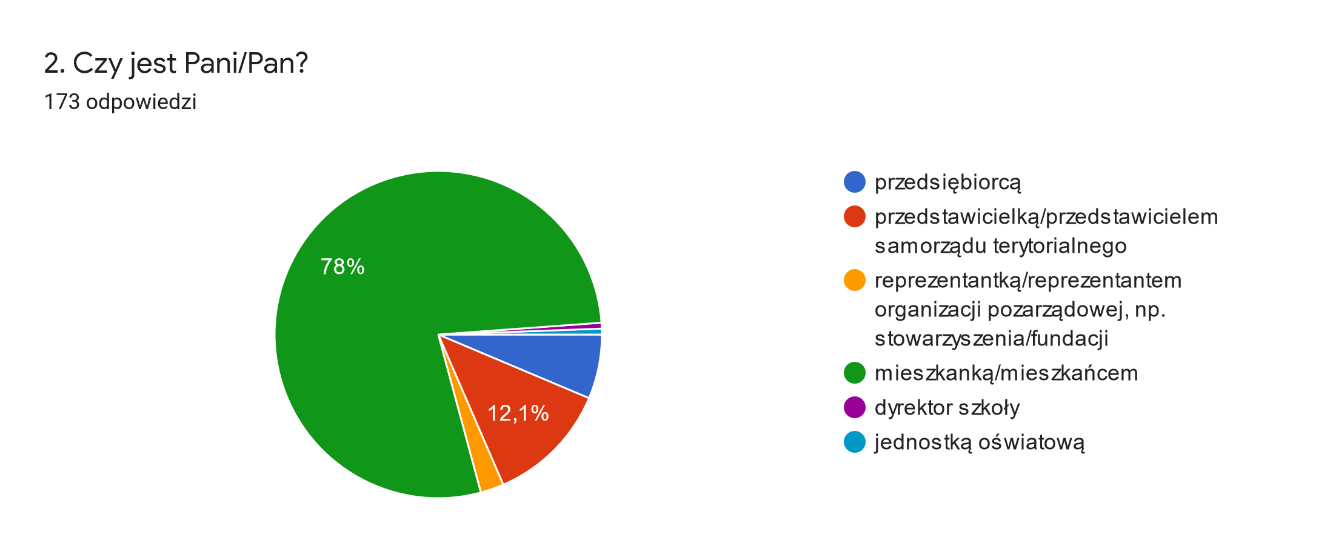 2. Czy jest Pani/Pan?
173 odpowiedzi
78%
12,1%
przedsiębiorcą
przedstawicielką/przedstawicielem
samorządu terytorialnego
reprezentantką/reprezentantem
organizacji pozarządowej, np.
stowarzyszenia/fundacji
mieszkanką/mieszkańcem
dyrektor szkoły
jednostką oświatową